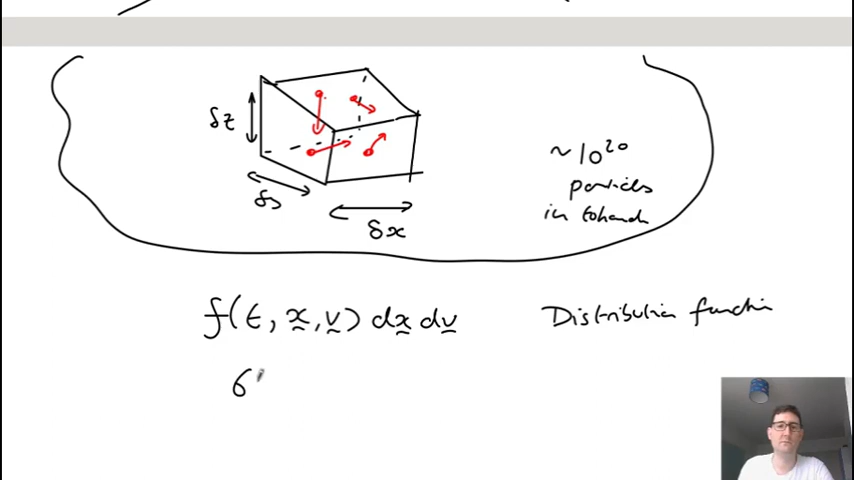 δz
δy
δx
~10²⁰
particles
in tokamak
f(t, x, v) dx dv Distribution function
6